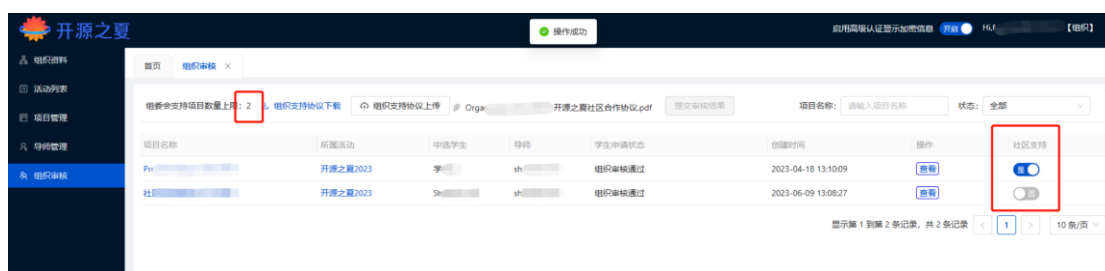 开源之夏
操作成功
启用高级认证显示加密信息 开启 Hi,f 【组织】
组织资料
活动列表
项目管理
导师管理
组织审核
首页 组织审核 ×
组委会支持项目数量上限：2 组织支持协议下载 组织支持协议上传 Orga 开源之夏社区合作协议.pdf 提交审核结果 项目名称： 请输入项目名称 状态： 全部
项目名称 所属活动 中选学生 导师 学生申请状态 创建时间 操作 社区支持
Pr 开源之夏2023 学 sh 组织审核通过 2023-04-18 13:10:09 查看 是
社 开源之夏2023 St sh 组织审核通过 2023-06-09 13:08:27 查看 否
显示第 1 到第 2 条记录，共 2 条记录 < 1 > 10 条/页